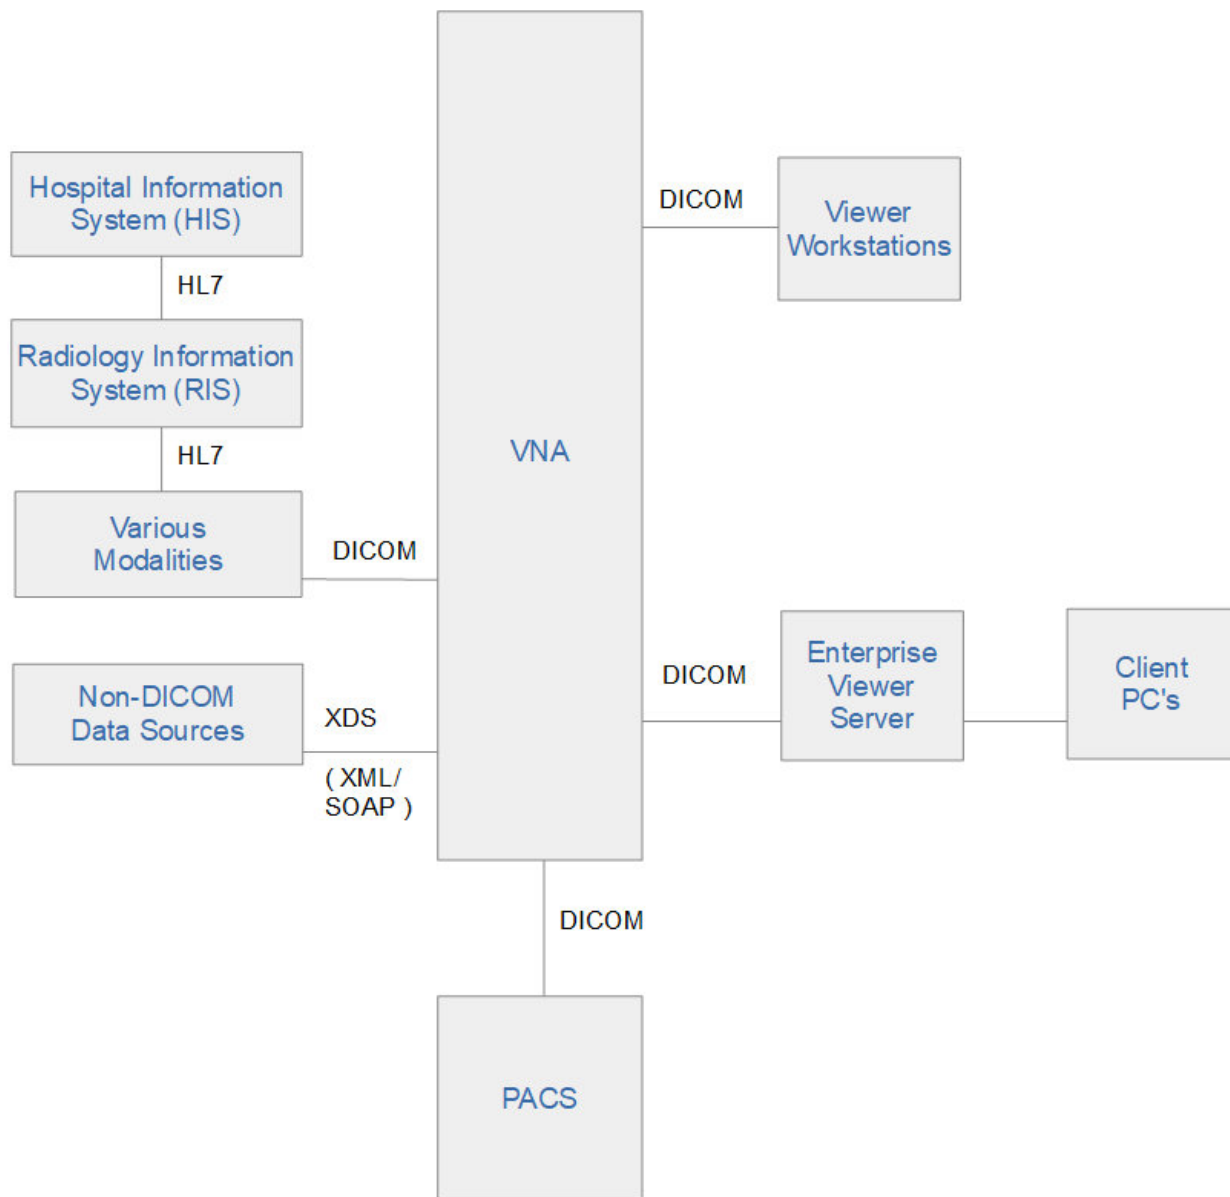 Hospital Information
System (HIS)
HL7
Radiology Information
System (RIS)
HL7
Various
Modalities
DICOM
Non-DICOM
Data Sources
XDS
( XML/
SOAP )
VNA
DICOM
Viewer
Workstations
DICOM
Enterprise
Viewer
Server
Client
PC's
DICOM
PACS